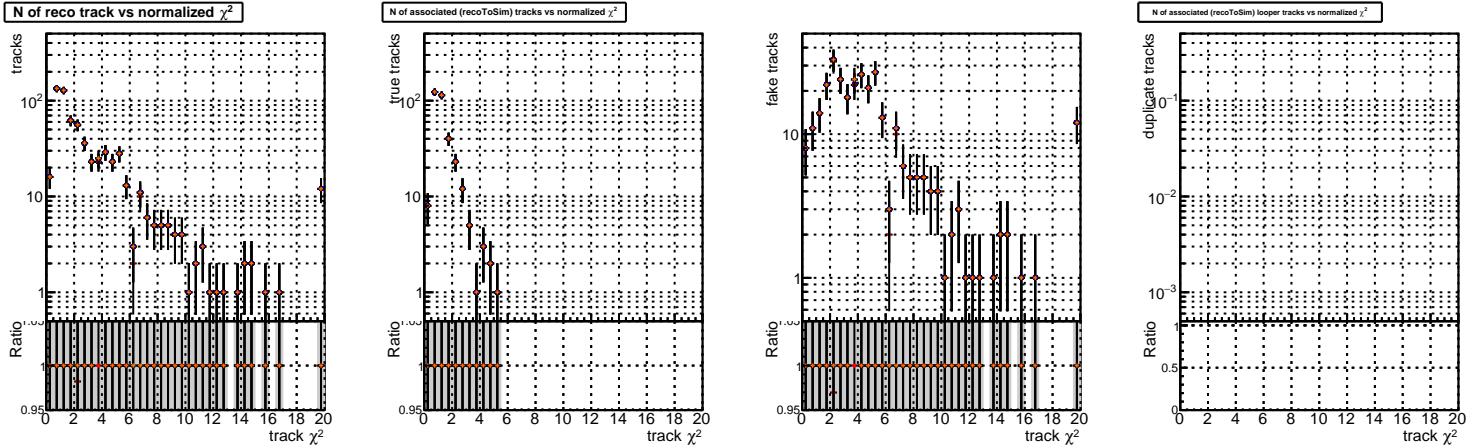 N of reco track vs normalized χ²
tracks
10²
10
1
Ratio
1
0.95
0 2 4 6 8 10 12 14 16 18 20
track χ²
N of associated (recoToSim) tracks vs normalized χ²
true tracks
10²
10
1
Ratio
1
0.95
0 2 4 6 8 10 12 14 16 18 20
track χ²
fake tracks
10
1
Ratio
1
0.95
0 2 4 6 8 10 12 14 16 18 20
track χ²
N of associated (recoToSim) looper tracks vs normalized χ²
duplicate tracks
10⁻¹
10⁻²
10⁻³
Ratio
1
0.5
0
0 2 4 6 8 10 12 14 16 18 20
track χ²